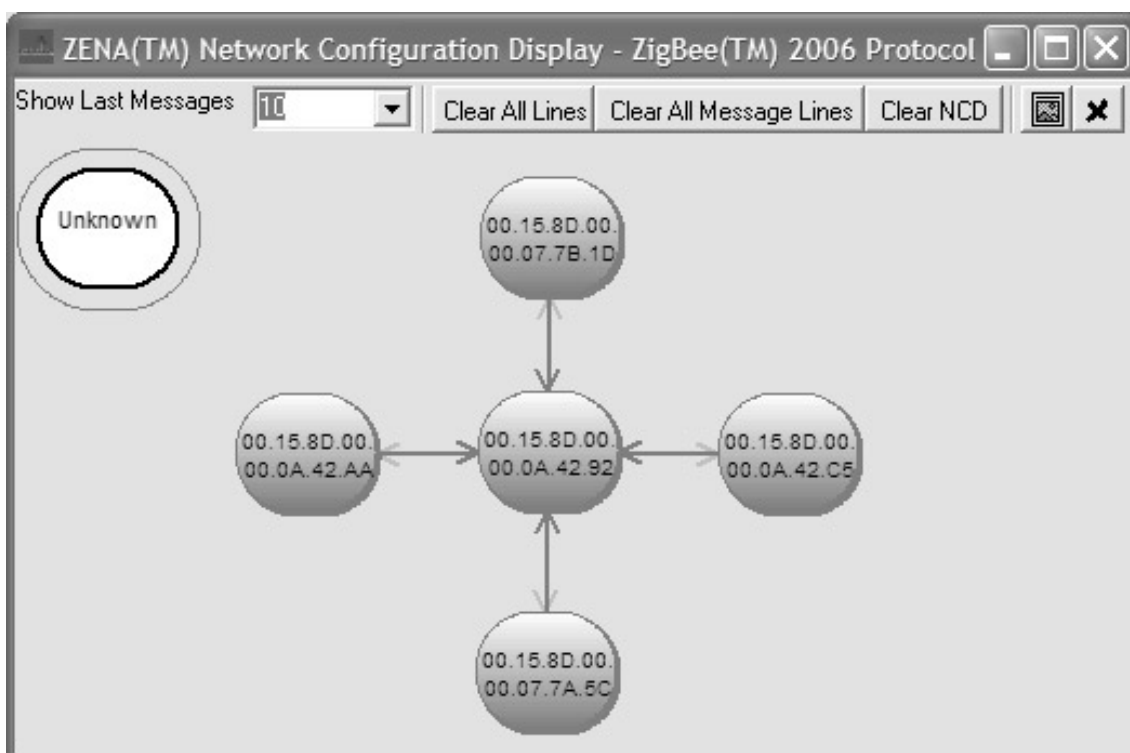 ZENA(TM) Network Configuration Display - ZigBee(TM) 2006 Protocol
Show Last Messages 10 Clear All Lines Clear All Message Lines Clear NCD
Unknown
00.15.8D.00.
00.07.7B.1D
00.15.8D.00.
00.0A.42.AA
00.15.8D.00.
00.0A.42.92
00.15.8D.00.
00.0A.42.C5
00.15.8D.00.
00.07.7A.5C